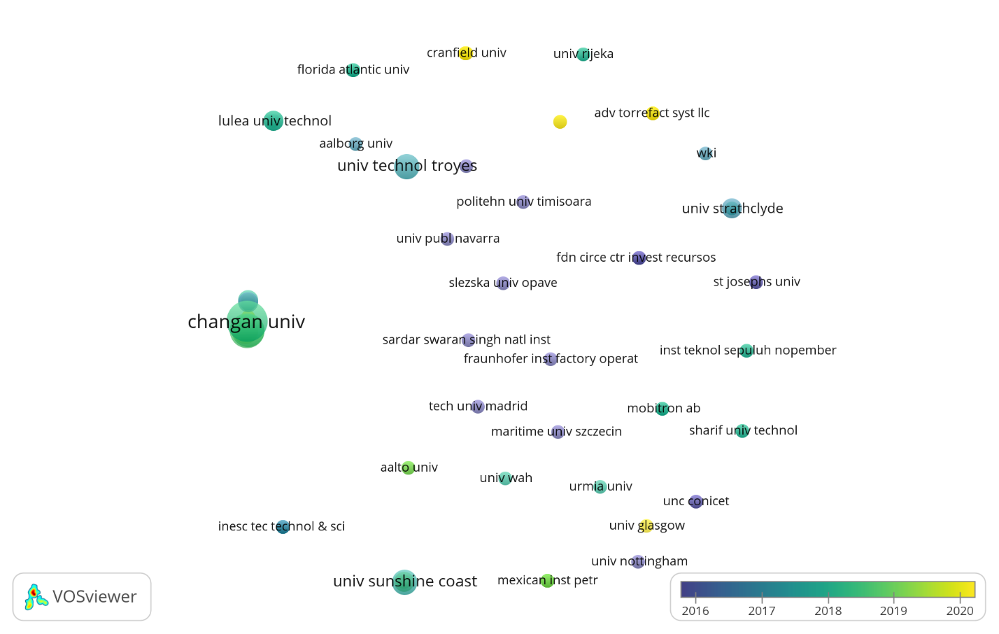 cranfield univ
univ rijeka
florida atlantic univ
adv torrefact syst llc
lulea univ technol
aalborg univ
wki
univ technol troyes
politehn univ timisoara
univ strathclyde
univ publ navarra
fdn circe ctr invest recursos
slezska univ opave
st josephs univ
changan univ
sardar swaran singh natl inst
inst teknol sepuluh nopember
fraunhofer inst factory operat
tech univ madrid
mobitron ab
maritime univ szczecin
sharif univ technol
aalto univ
univ wah
urmia univ
unc conicet
inesc tec technol & sci
univ glasgow
univ nottingham
univ sunshine coast
mexican inst petr
VOSviewer
2016 2017 2018 2019 2020